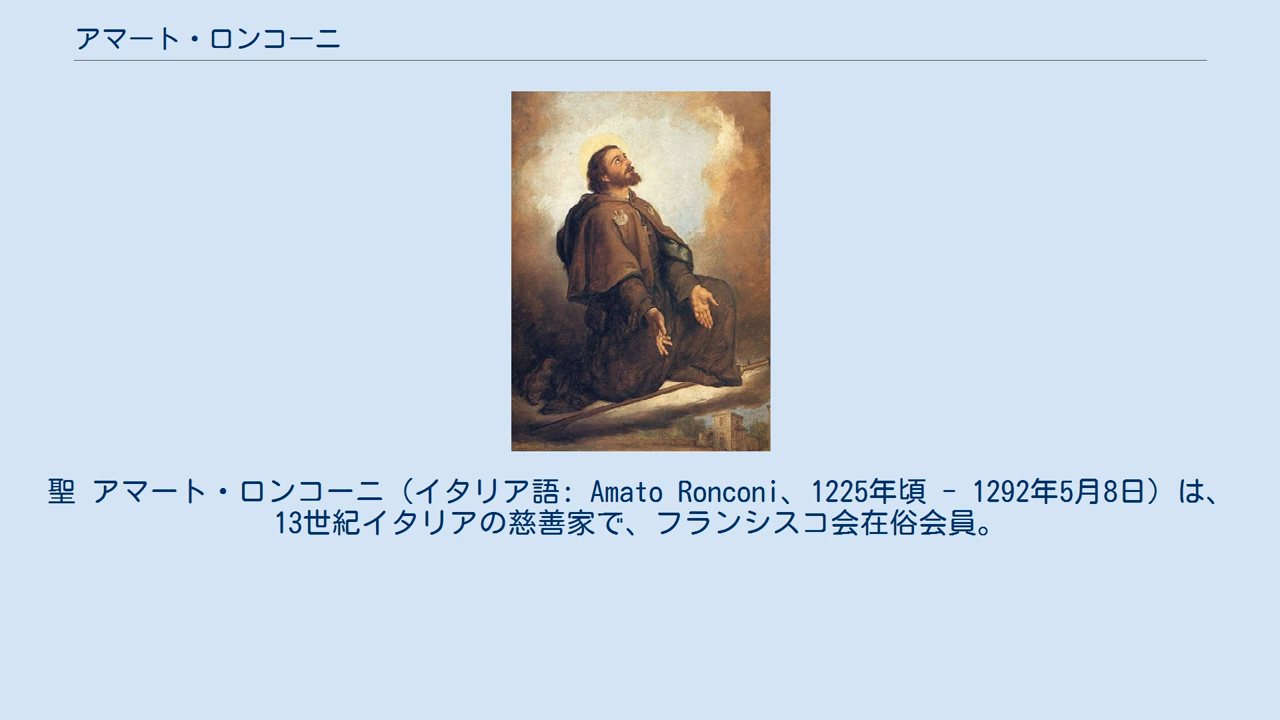 アマート・ロンコーニ
聖 アマート・ロンコーニ（イタリア語: Amato Ronconi、1225年頃 - 1292年5月8日）は、
13世紀イタリアの慈善家で、フランシスコ会在俗会員。